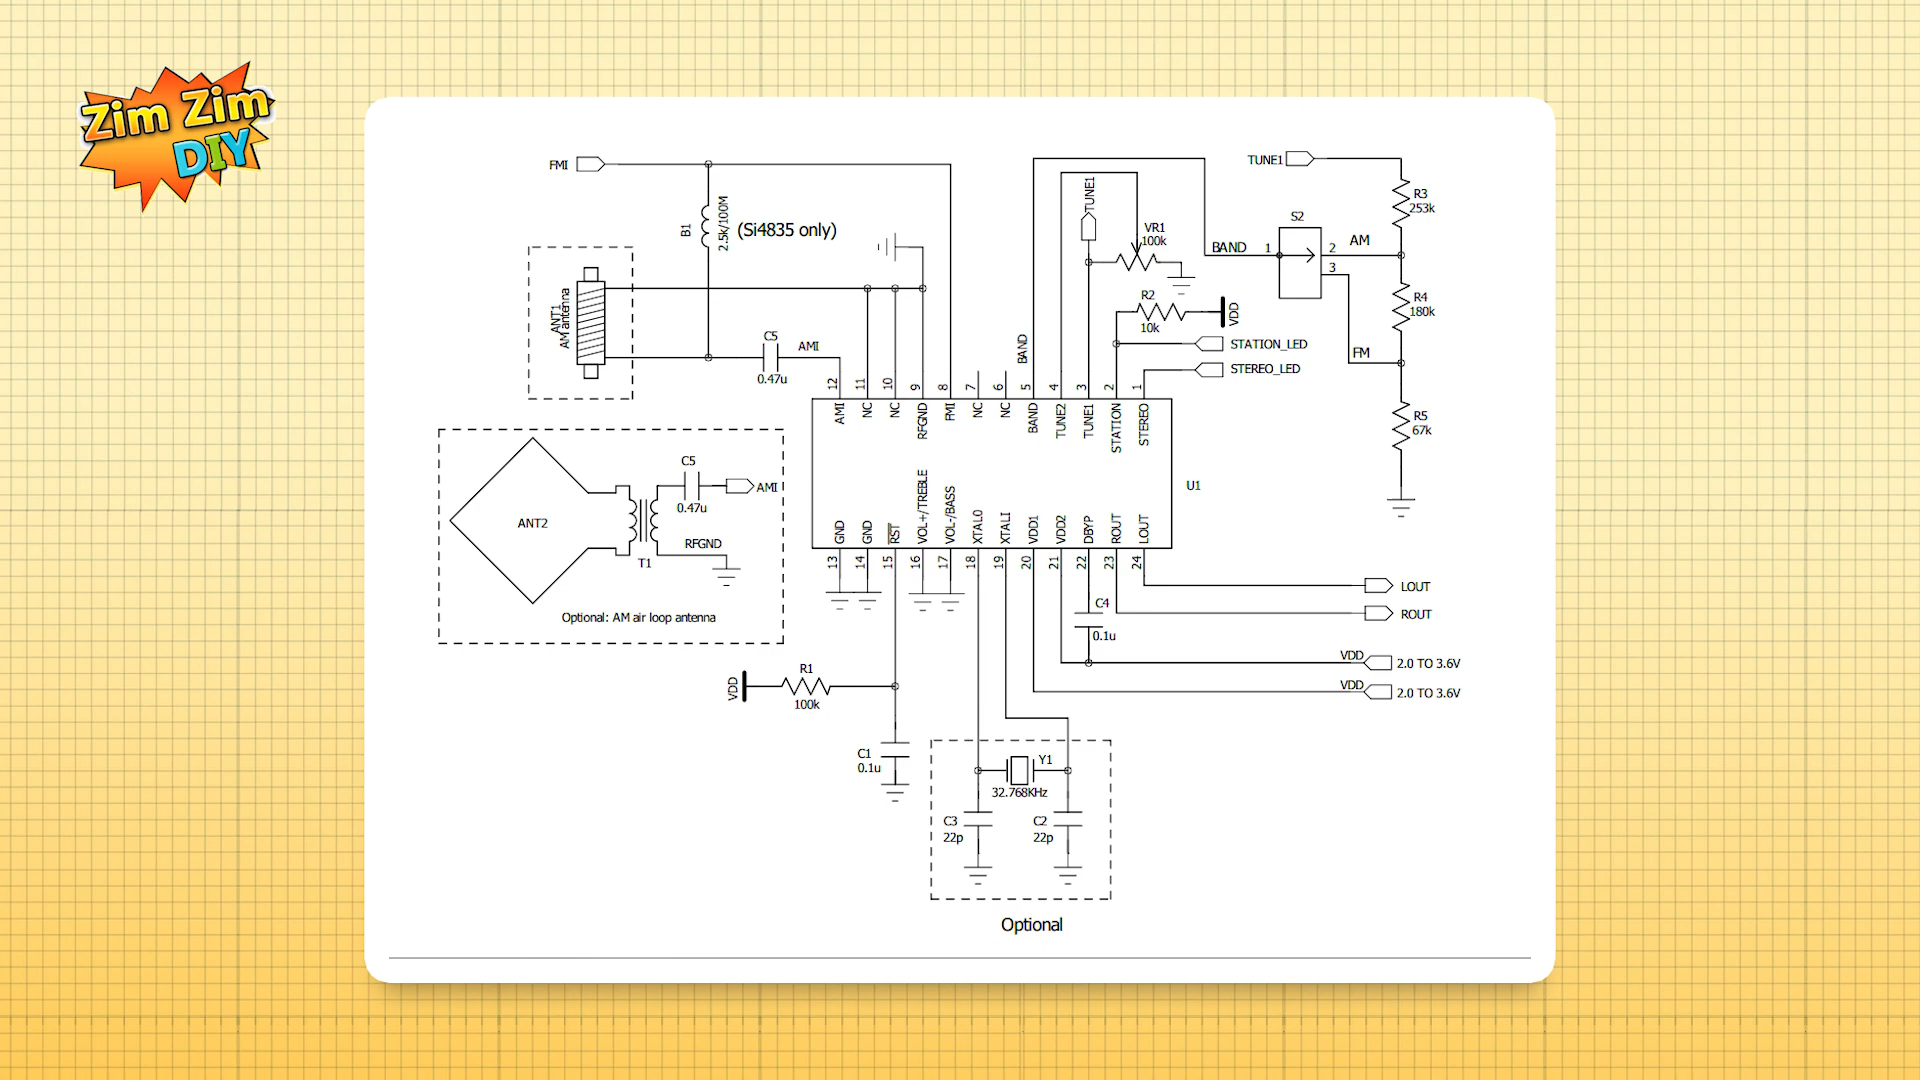 Zim Zim
DIY
FMI
TUNE1
B1
2.5k/100M
(Si4835 only)
TUNE1
VR1
100k
S2
BAND
1
2
AM
3
R3
253k
ANT1
AM antenna
R2
10k
VDD
R4
180k
C5
0.47u
AMI
BAND
STATION_LED
FM
STEREO_LED
12
11
10
9
8
7
6
5
4
3
2
1
AMI
NC
NC
RFGND
FMI
NC
NC
BAND
TUNE2
TUNE1
STATION
STEREO
R5
67k
ANT2
C5
0.47u
AMI
RFGND
T1
Optional: AM air loop antenna
U1
GND
GND
RST
VOL+/TREBLE
VOL-/BASS
XTALO
XTALI
VDD1
VDD2
DBYP
ROUT
LOUT
13
14
15
16
17
18
19
20
21
22
23
24
LOUT
C4
0.1u
ROUT
VDD
2.0 TO 3.6V
VDD
2.0 TO 3.6V
VDD
R1
100k
C1
0.1u
Y1
32.768KHz
C3
22p
C2
22p
Optional